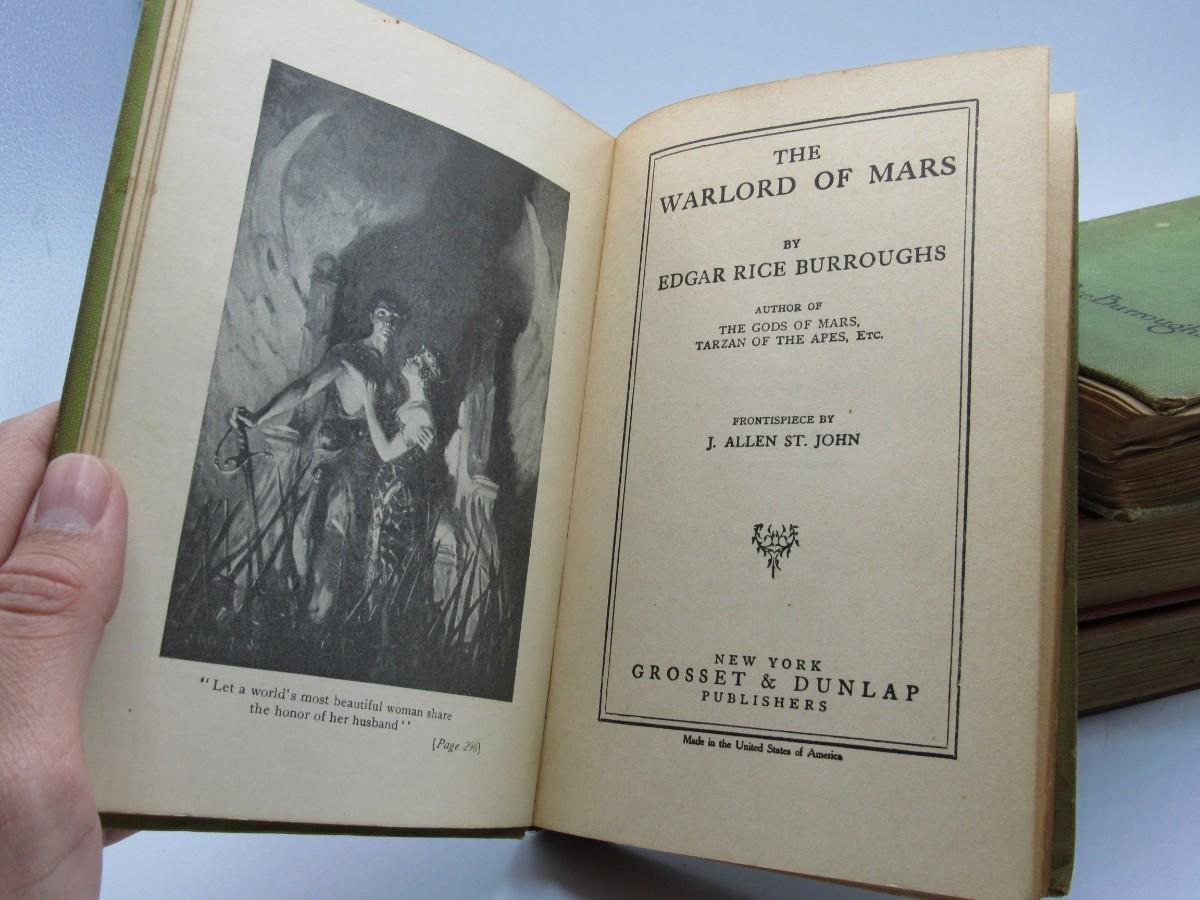 "Let a world's most beautiful woman share
the honor of her husband"
[Page 296]
THE
WARLORD OF MARS
BY
EDGAR RICE BURROUGHS
AUTHOR OF
THE GODS OF MARS,
TARZAN OF THE APES, ETC.
FRONTISPIECE BY
J. ALLEN ST. JOHN
NEW YORK
GROSSET & DUNLAP
PUBLISHERS
Made in the United States of America
Burroughs